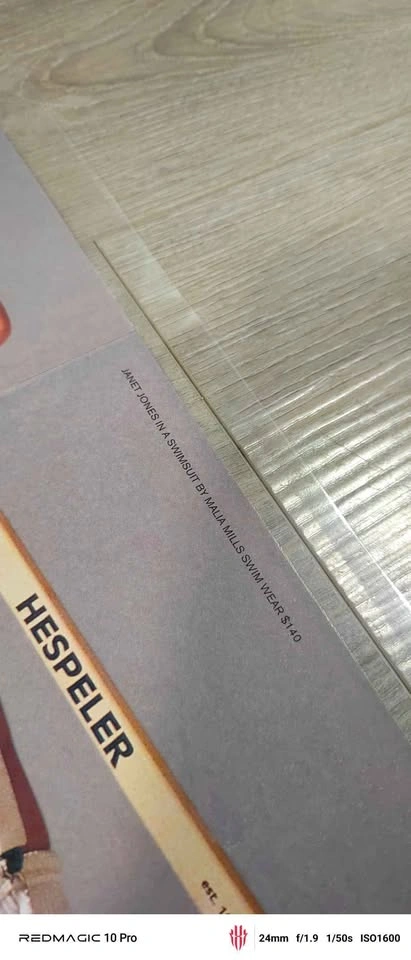 JANET JONES IN A SWIMSUIT BY MALIA MILLS SWIM WEAR $140
HESPELER
est.
REDMAGIC 10 Pro
24mm f/1.9 1/50s ISO1600